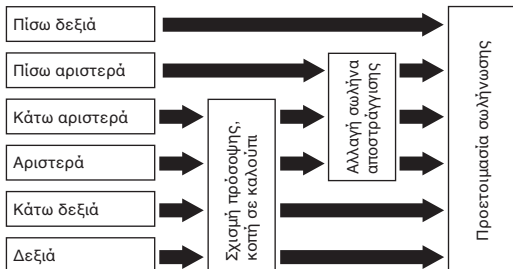 Πίσω δεξιά
Πίσω αριστερά
Κάτω αριστερά
Αριστερά
Κάτω δεξιά
Δεξιά
Σχισμή πρόσοψης,
κοπή σε καλούπι
Αλλαγή σωλήνα
αποστράγγισης
Προετοιμασία σωλήνωσης